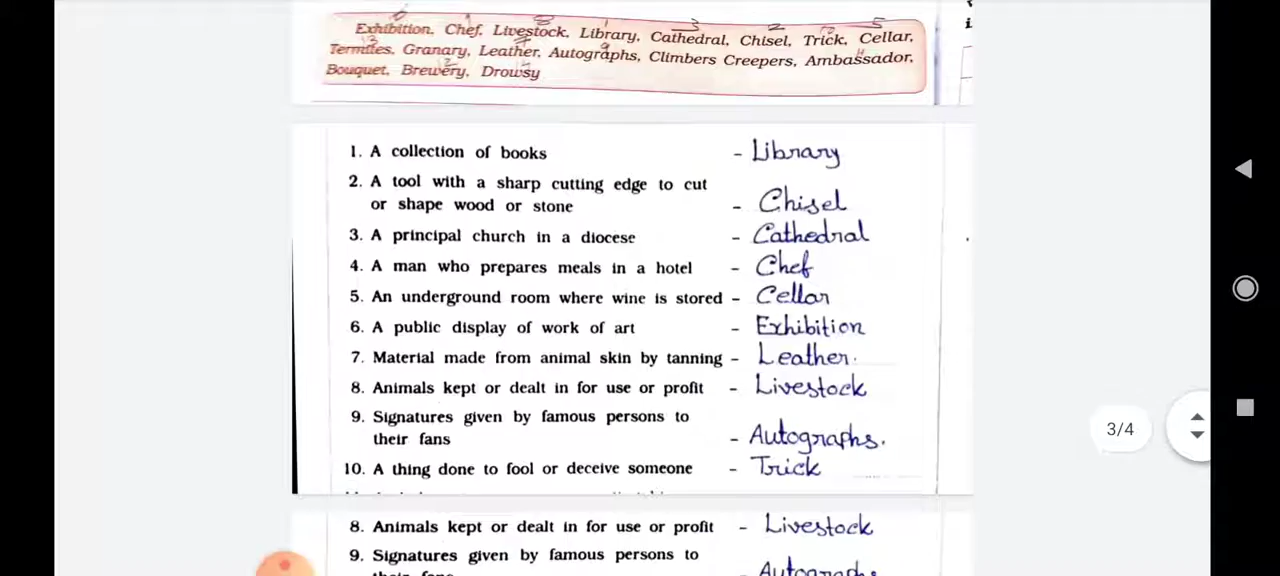 Exhibition, Chef, Livestock, Library, Cathedral, Chisel, Trick, Cellar,
Termites, Granary, Leather, Autographs, Climbers Creepers, Ambassador,
Bouquet, Brewery, Drowsy
1. A collection of books - Library
2. A tool with a sharp cutting edge to cut
or shape wood or stone - Chisel
3. A principal church in a diocese - Cathedral
4. A man who prepares meals in a hotel - Chef
5. An underground room where wine is stored - Cellar
6. A public display of work of art - Exhibition
7. Material made from animal skin by tanning - Leather.
8. Animals kept or dealt in for use or profit - Livestock
9. Signatures given by famous persons to
their fans - Autographs.
10. A thing done to fool or deceive someone - Trick
3/4
8. Animals kept or dealt in for use or profit - Livestock
9. Signatures given by famous persons to
their fans Autographs